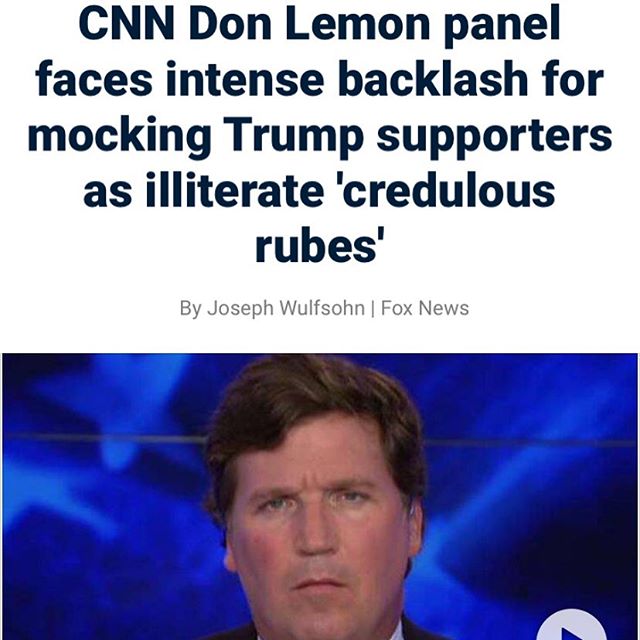 CNN Don Lemon panel
faces intense backlash for
mocking Trump supporters
as illiterate 'credulous
rubes'
By Joseph Wulfsohn | Fox News